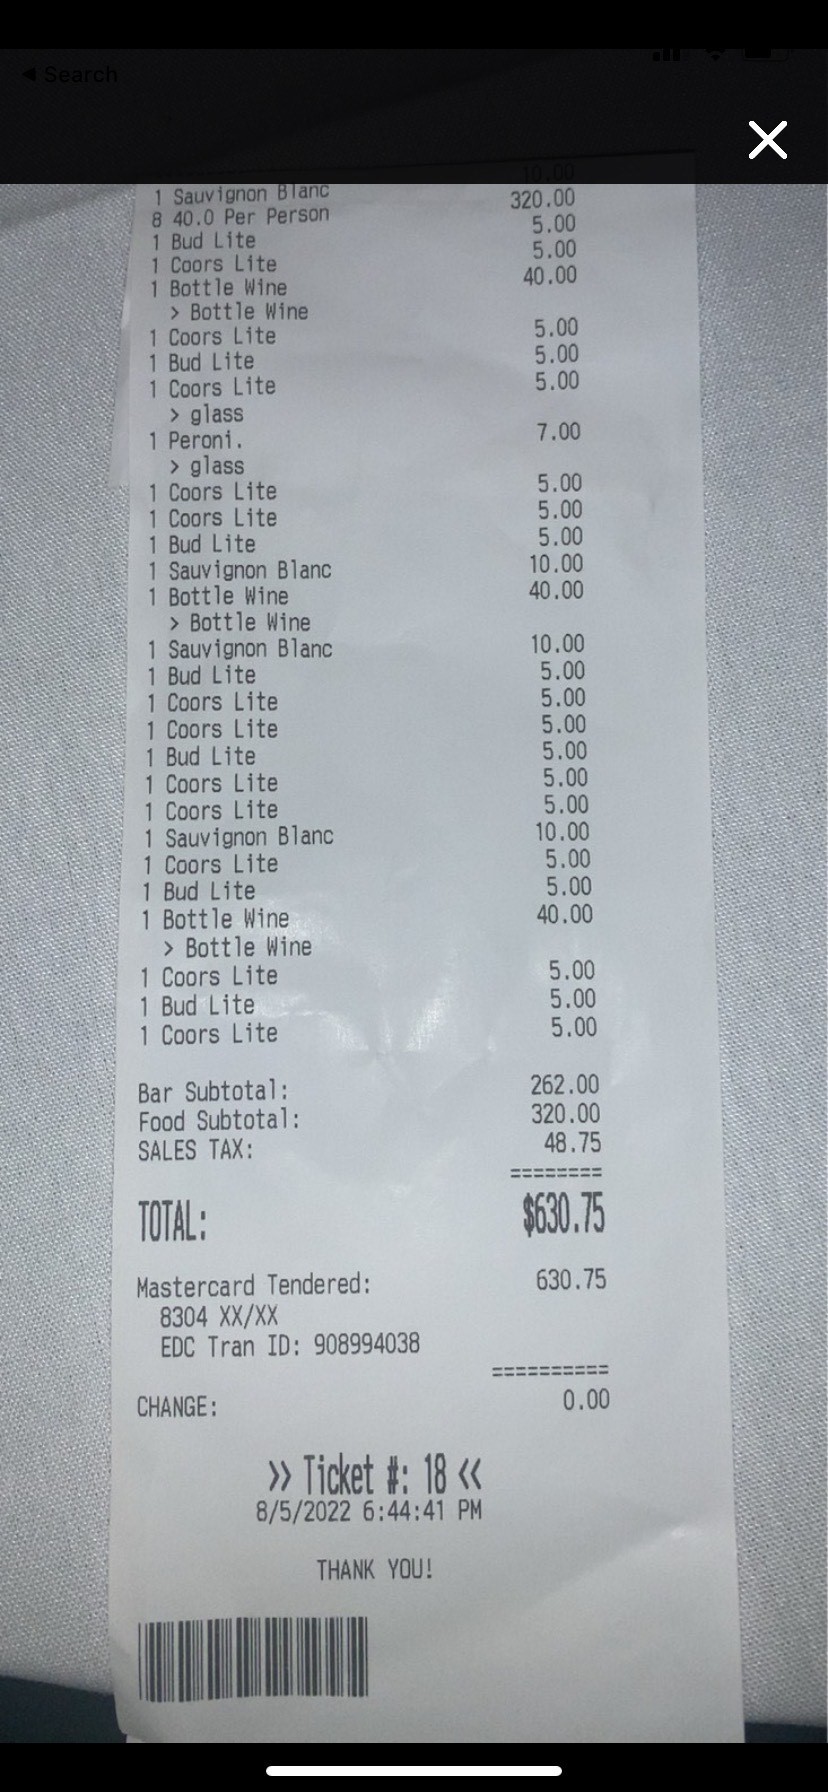 ◄ Search
1 Sauvignon Blanc 10.00
8 40.0 Per Person 320.00
1 Bud Lite 5.00
1 Coors Lite 5.00
1 Bottle Wine 40.00
> Bottle Wine
1 Coors Lite 5.00
1 Bud Lite 5.00
1 Coors Lite 5.00
> glass
1 Peroni. 7.00
> glass
1 Coors Lite 5.00
1 Coors Lite 5.00
1 Bud Lite 5.00
1 Sauvignon Blanc 10.00
1 Bottle Wine 40.00
> Bottle Wine
1 Sauvignon Blanc 10.00
1 Bud Lite 5.00
1 Coors Lite 5.00
1 Coors Lite 5.00
1 Bud Lite 5.00
1 Coors Lite 5.00
1 Coors Lite 5.00
1 Sauvignon Blanc 10.00
1 Coors Lite 5.00
1 Bud Lite 5.00
1 Bottle Wine 40.00
> Bottle Wine
1 Coors Lite 5.00
1 Bud Lite 5.00
1 Coors Lite 5.00
Bar Subtotal: 262.00
Food Subtotal: 320.00
SALES TAX: 48.75
========
TOTAL: $630.75
Mastercard Tendered: 630.75
8304 XX/XX
EDC Tran ID: 908994038
==========
CHANGE: 0.00
>> Ticket #: 18 <<
8/5/2022 6:44:41 PM
THANK YOU!